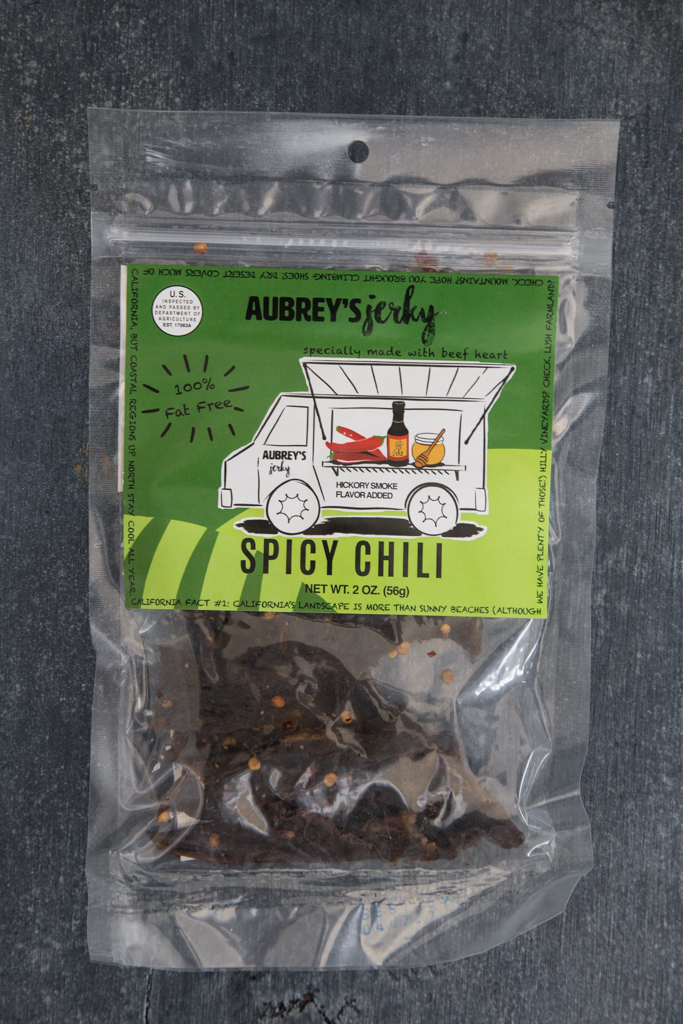 U.S.
INSPECTED
AND PASSED BY
DEPARTMENT OF
AGRICULTURE
EST. 17963A
AUBREY'S jerky
specially made with beef heart
100%
Fat Free
AUBREY'S
jerky
HICKORY SMOKE
FLAVOR ADDED
SPICY CHILI
NET WT. 2 OZ. (56g)
CALIFORNIA FACT #1: CALIFORNIA'S LANDSCAPE IS MORE THAN SUNNY BEACHES (ALTHOUGH
WE HAVE PLENTY OF THOSE!) HILLY VINEYARDS? CHECK. LUSH FARMLAND?
CHECK. MOUNTAINS? HOPE YOU BROUGHT CLIMBING SHOES. DRY DESERT COVERS MUCH OF
CALIFORNIA, BUT COASTAL REGIONS UP NORTH STAY COOL ALL YEAR.